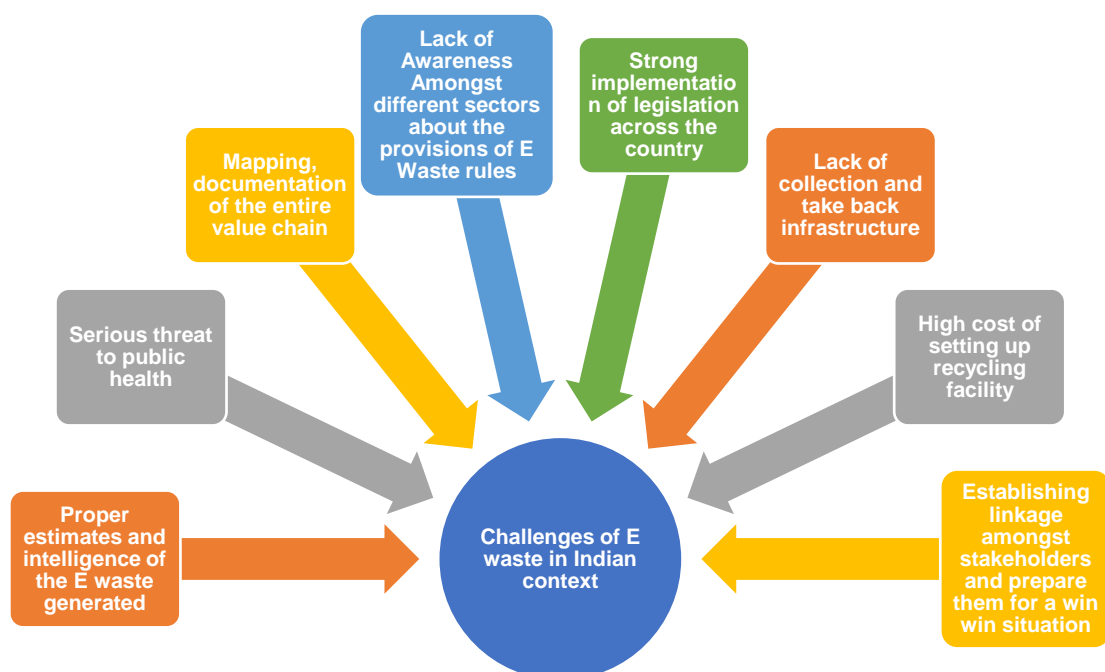 Lack of
Awareness
Amongst
different sectors
about the
provisions of E
Waste rules
Strong
implementatio
n of legislation
across the
country
Mapping,
documentation
of the entire
value chain
Lack of
collection and
take back
infrastructure
Serious threat
to public
health
High cost of
setting up
recycling
facility
Proper
estimates and
intelligence of
the E waste
generated
Challenges of E
waste in Indian
context
Establishing
linkage
amongst
stakeholders
and prepare
them for a win
win situation